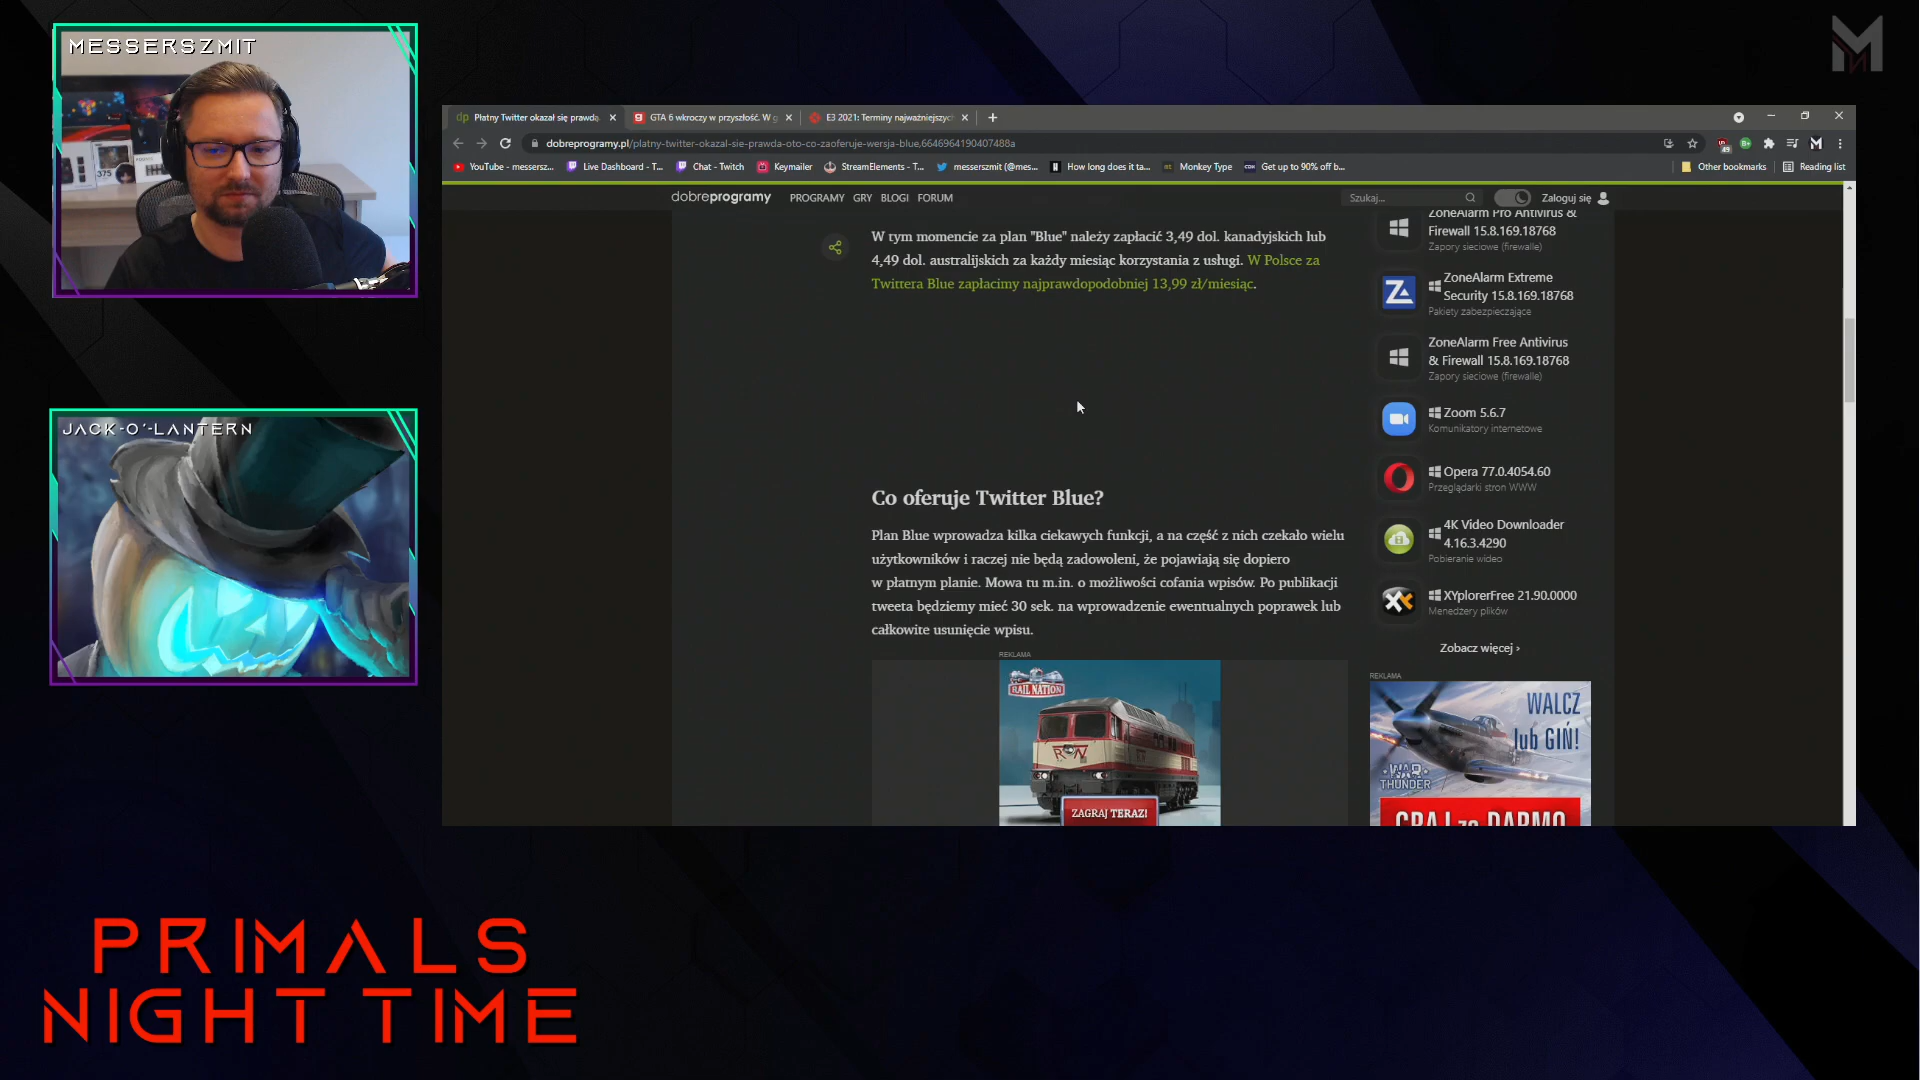 MESSERSZMIT
JACK-O'-LANTERN
PRIMALS
NIGHT TIME
Płatny Twitter okazał się prawdą
GTA 6 wkroczy w przyszłość. W g
E3 2021: Terminy najważniejszyc
dobreprogramy.pl/platny-twitter-okazal-sie-prawda-oto-co-zaoferuje-wersja-blue,6646964190407488a
YouTube - messersz...
Live Dashboard - T...
Chat - Twitch
Keymailer
StreamElements - T...
messerszmit (@mes...
How long does it ta...
Monkey Type
Get up to 90% off b...
Other bookmarks
Reading list
dobreprogramy
PROGRAMY GRY BLOGI FORUM
Szukaj...
Zaloguj się
W tym momencie za plan "Blue" należy zapłacić 3,49 dol. kanadyjskich lub
4,49 dol. australijskich za każdy miesiąc korzystania z usługi. W Polsce za
Twittera Blue zapłacimy najprawdopodobniej 13,99 zł/miesiąc.
Co oferuje Twitter Blue?
Plan Blue wprowadza kilka ciekawych funkcji, a na część z nich czekało wielu
użytkowników i raczej nie będą zadowoleni, że pojawiają się dopiero
w płatnym planie. Mowa tu m.in. o możliwości cofania wpisów. Po publikacji
tweeta będziemy mieć 30 sek. na wprowadzenie ewentualnych poprawek lub
całkowite usunięcie wpisu.
REKLAMA
RAIL NATION
ZAGRAJ TERAZ!
ZoneAlarm Pro Antivirus &
Firewall 15.8.169.18768
Zapory sieciowe (firewalle)
ZoneAlarm Extreme
Security 15.8.169.18768
Pakiety zabezpieczające
ZoneAlarm Free Antivirus
& Firewall 15.8.169.18768
Zapory sieciowe (firewalle)
Zoom 5.6.7
Komunikatory internetowe
Opera 77.0.4054.60
Przeglądarki stron WWW
4K Video Downloader
4.16.3.4290
Pobieranie wideo
XYplorerFree 21.90.0000
Menedżery plików
Zobacz więcej ›
REKLAMA
WALCZ
lub GIŃ!
WAR
THUNDER
GRAJ za DARMO